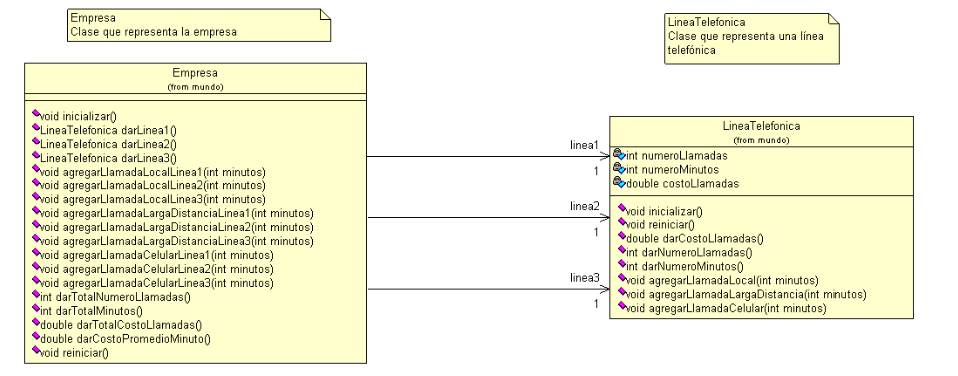 Empresa
Clase que representa la empresa
LineaTelefonica
Clase que representa una línea
telefónica
Empresa
(from mundo)
void inicializar()
LineaTelefonica darLinea1()
LineaTelefonica darLinea2()
LineaTelefonica darLinea3()
void agregarLlamadaLocalLinea1(int minutos)
void agregarLlamadaLocalLinea2(int minutos)
void agregarLlamadaLocalLinea3(int minutos)
void agregarLlamadaLargaDistanciaLinea1(int minutos)
void agregarLlamadaLargaDistanciaLinea2(int minutos)
void agregarLlamadaLargaDistanciaLinea3(int minutos)
void agregarLlamadaCelularLinea1(int minutos)
void agregarLlamadaCelularLinea2(int minutos)
void agregarLlamadaCelularLinea3(int minutos)
int darTotalNumeroLlamadas()
int darTotalMinutos()
double darTotalCostoLlamadas()
double darCostoPromedioMinuto()
void reiniciar()
linea1
1
linea2
1
linea3
1
LineaTelefonica
(from mundo)
int numeroLlamadas
int numeroMinutos
double costoLlamadas
void inicializar()
void reiniciar()
double darCostoLlamadas()
int darNumeroLlamadas()
int darNumeroMinutos()
void agregarLlamadaLocal(int minutos)
void agregarLlamadaLargaDistancia(int minutos)
void agregarLlamadaCelular(int minutos)